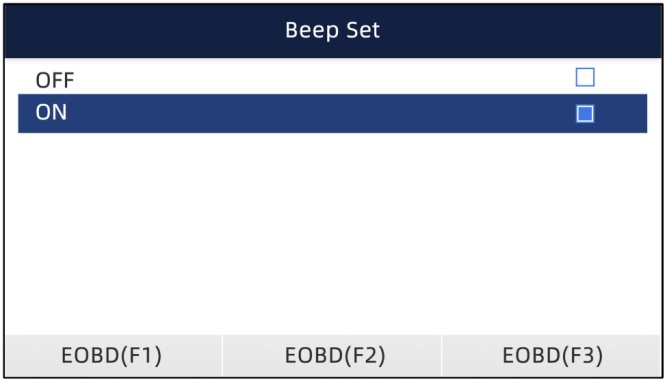 Beep Set
OFF
ON
EOBD(F1) EOBD(F2) EOBD(F3)